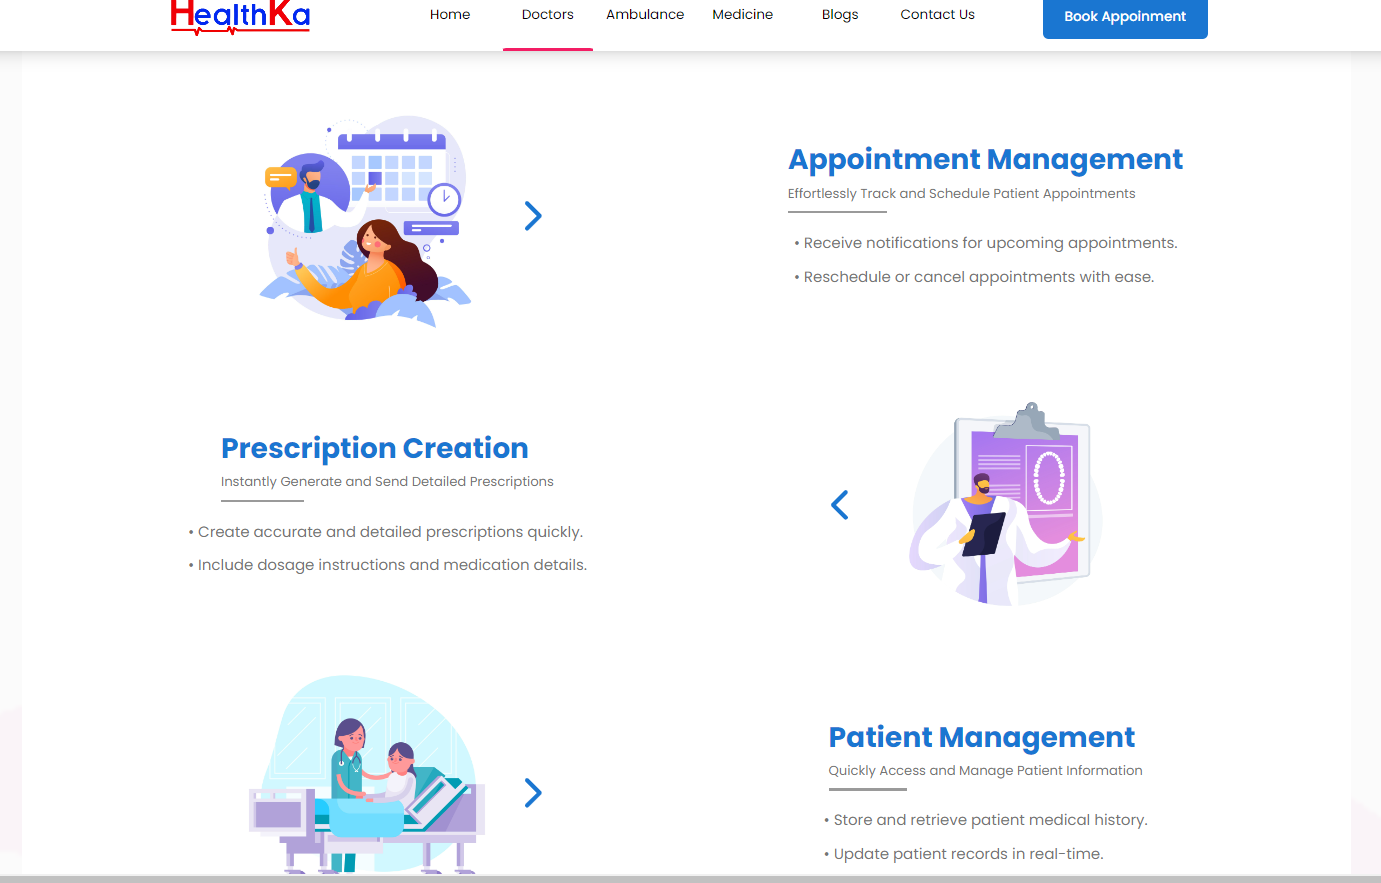 HealthKa
Home
Doctors
Ambulance
Medicine
Blogs
Contact Us
Book Appoinment
Appointment Management
Effortlessly Track and Schedule Patient Appointments
• Receive notifications for upcoming appointments.
• Reschedule or cancel appointments with ease.
Prescription Creation
Instantly Generate and Send Detailed Prescriptions
• Create accurate and detailed prescriptions quickly.
• Include dosage instructions and medication details.
Patient Management
Quickly Access and Manage Patient Information
• Store and retrieve patient medical history.
• Update patient records in real-time.